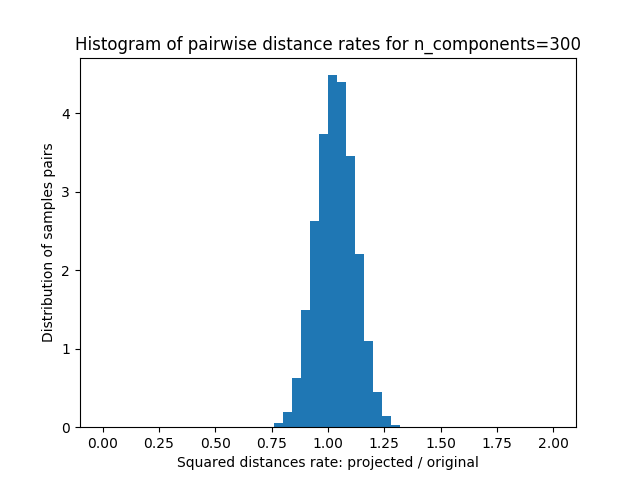 Histogram of pairwise distance rates for n_components=300
Distribution of samples pairs
4
3
2
1
0
0.00 0.25 0.50 0.75 1.00 1.25 1.50 1.75 2.00
Squared distances rate: projected / original